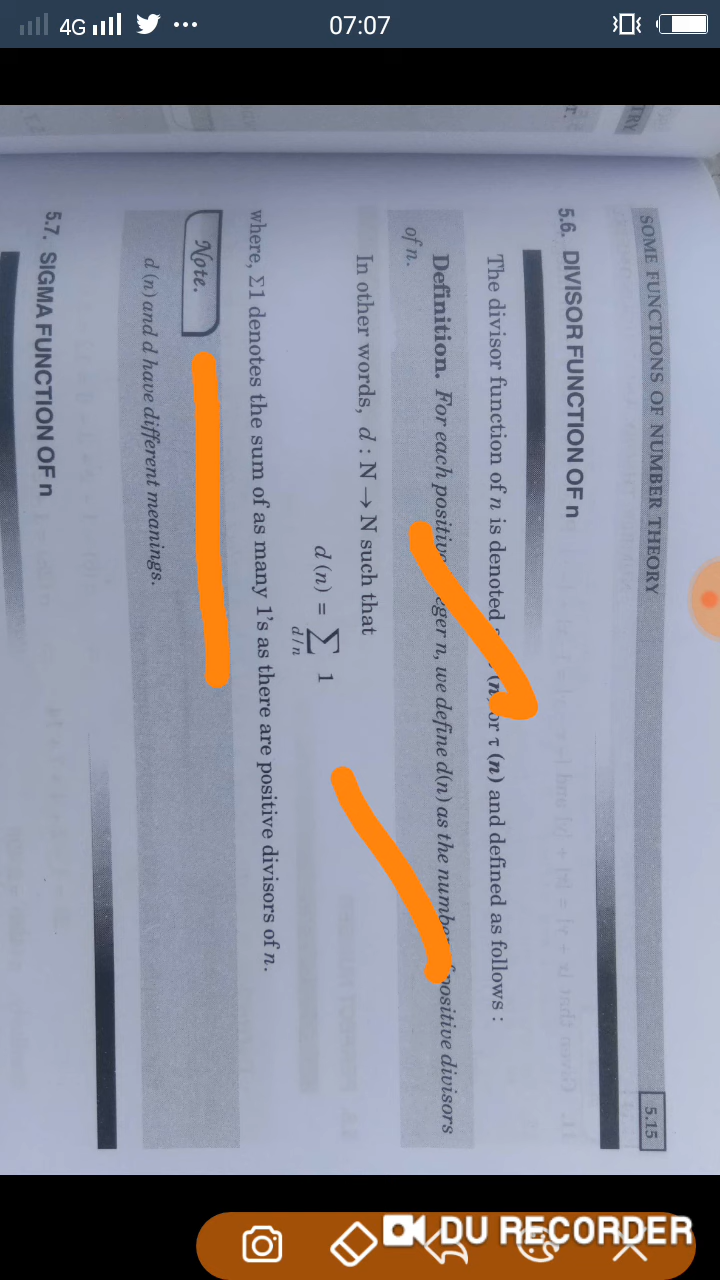 4G 07:07
TRY
T.
SOME FUNCTIONS OF NUMBER THEORY 5.15
5.6. DIVISOR FUNCTION OF n
The divisor function of n is denoted (n) or τ (n) and defined as follows :
Definition. For each positive n, we define d(n) as the number positive divisors
of n.
In other words, d : N → N such that
d (n) = ∑ 1
d / n
where, Σ1 denotes the sum of as many 1's as there are positive divisors of n.
Note.
d (n) and d have different meanings.
5.7. SIGMA FUNCTION OF n
DU RECORDER